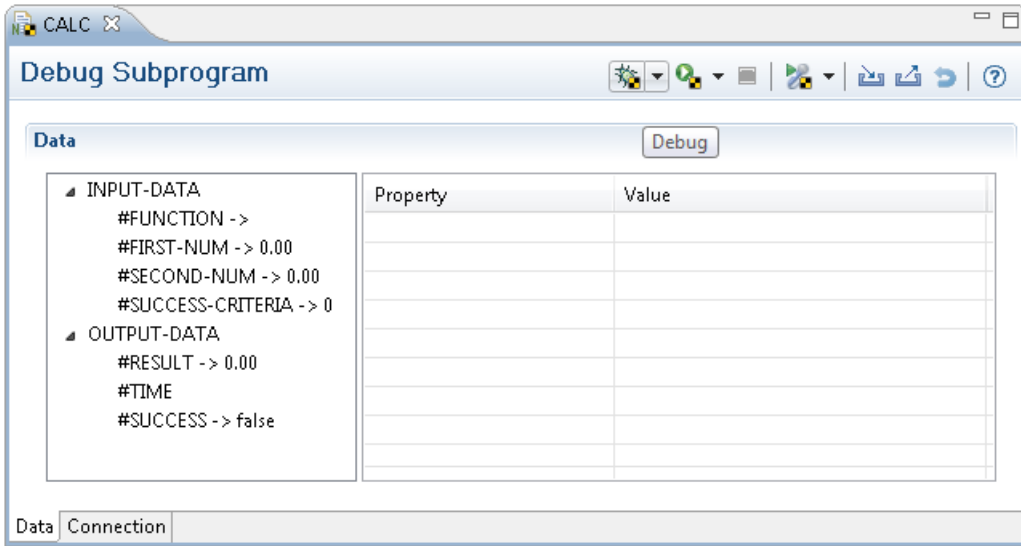 CALC
Debug Subprogram
Data
Debug
INPUT-DATA
#FUNCTION ->
#FIRST-NUM -> 0.00
#SECOND-NUM -> 0.00
#SUCCESS-CRITERIA -> 0
OUTPUT-DATA
#RESULT -> 0.00
#TIME
#SUCCESS -> false
Property Value
Data Connection